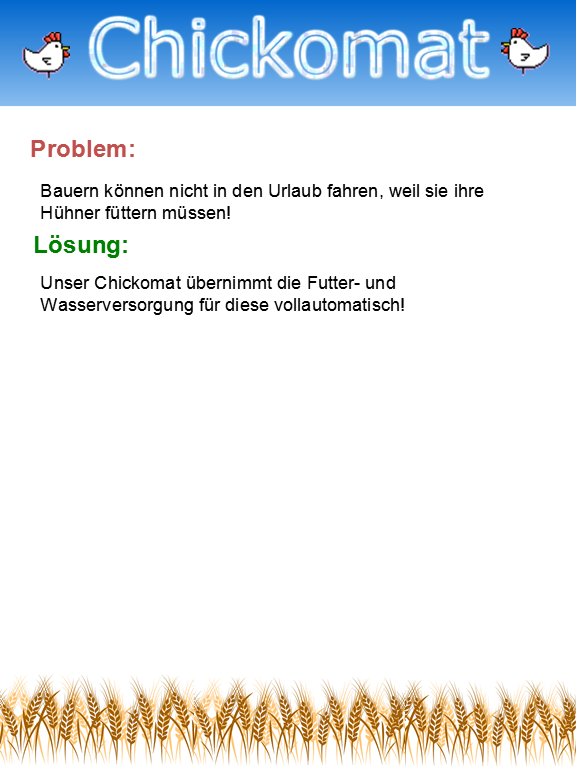 Chickomat
Problem:
Bauern können nicht in den Urlaub fahren, weil sie ihre
Hühner füttern müssen!
Lösung:
Unser Chickomat übernimmt die Futter- und
Wasserversorgung für diese vollautomatisch!